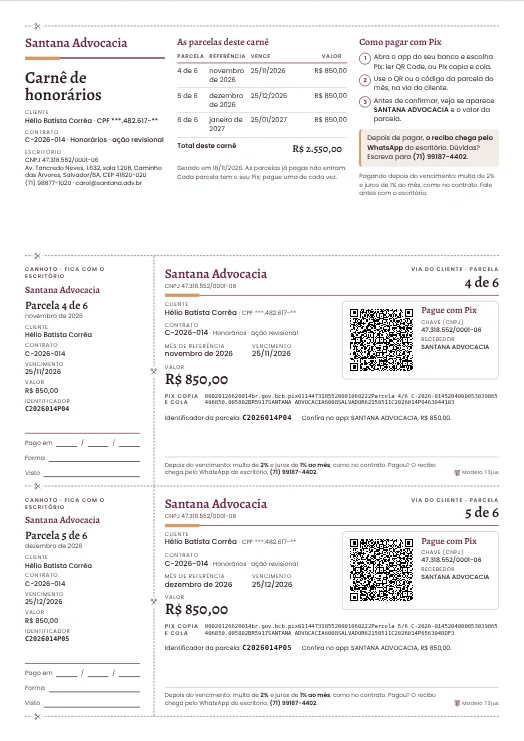 Santana Advocacia
Carnê de
honorários
CLIENTE
Hélio Batista Corrêa · CPF ***.482.617-**
CONTRATO
C-2026-014 · Honorários · ação revisional
ESCRITÓRIO
CNPJ 47.318.552/0001-06
Av. Tancredo Neves, 1632, sala 1.208, Caminho
das Árvores, Salvador/BA, CEP 41820-020
(71) 98877-1020 · carol@santana.adv.br
As parcelas deste carnê
PARCELA REFERÊNCIA VENCE VALOR
4 de 6 novembro de 2026 25/11/2026 R$ 850,00
5 de 6 dezembro de 2026 25/12/2026 R$ 850,00
6 de 6 janeiro de 2027 25/01/2027 R$ 850,00
Total deste carnê R$ 2.550,00
Gerado em 18/11/2026. As parcelas já pagas não entram.
Cada parcela tem o seu Pix; pague uma de cada vez.
Como pagar com Pix
1 Abra o app do seu banco e escolha
Pix: ler QR Code, ou Pix copia e cola.
2 Use o QR ou o código da parcela do
mês, na via do cliente.
3 Antes de confirmar, veja se aparece
SANTANA ADVOCACIA e o valor da
parcela.
Depois de pagar, o recibo chega pelo
WhatsApp do escritório. Dúvidas?
Escreva para (71) 99187-4402.
Pagando depois do vencimento: multa de 2%
e juros de 1% ao mês, como no contrato. Fale
antes com o escritório.
CANHOTO · FICA COM O
ESCRITÓRIO
Santana Advocacia
Parcela 4 de 6
novembro de 2026
CLIENTE
Hélio Batista Corrêa
CONTRATO
C-2026-014
VENCIMENTO
25/11/2026
VALOR
R$ 850,00
IDENTIFICADOR
C2026014P04
Pago em ____ / ____ / ____
Forma
Visto
Santana Advocacia
CNPJ 47.318.552/0001-06
VIA DO CLIENTE · PARCELA
4 de 6
CLIENTE
Hélio Batista Corrêa · CPF ***.482.617-**
CONTRATO
C-2026-014 · Honorários · ação revisional
MÊS DE REFERÊNCIA VENCIMENTO
novembro de 2026 25/11/2026
VALOR
R$ 850,00
Pague com Pix
CHAVE (CNPJ)
47.318.552/0001-06
RECEBEDOR
SANTANA ADVOCACIA
PIX COPIA
E COLA
Identificador da parcela: C2026014P04 Confira no app: SANTANA ADVOCACIA, R$ 850,00.
Depois do vencimento: multa de 2% e juros de 1% ao mês, como no contrato. Pagou? O recibo
chega pelo WhatsApp do escritório, (71) 99187-4402.
Modelo 13jus
CANHOTO · FICA COM O
ESCRITÓRIO
Santana Advocacia
Parcela 5 de 6
dezembro de 2026
CLIENTE
Hélio Batista Corrêa
CONTRATO
C-2026-014
VENCIMENTO
25/12/2026
VALOR
R$ 850,00
IDENTIFICADOR
C2026014P05
Pago em ____ / ____ / ____
Forma
Visto
Santana Advocacia
CNPJ 47.318.552/0001-06
VIA DO CLIENTE · PARCELA
5 de 6
CLIENTE
Hélio Batista Corrêa · CPF ***.482.617-**
CONTRATO
C-2026-014 · Honorários · ação revisional
MÊS DE REFERÊNCIA VENCIMENTO
dezembro de 2026 25/12/2026
VALOR
R$ 850,00
Pague com Pix
CHAVE (CNPJ)
47.318.552/0001-06
RECEBEDOR
SANTANA ADVOCACIA
PIX COPIA
E COLA
Identificador da parcela: C2026014P05 Confira no app: SANTANA ADVOCACIA, R$ 850,00.
Depois do vencimento: multa de 2% e juros de 1% ao mês, como no contrato. Pagou? O recibo
chega pelo WhatsApp do escritório, (71) 99187-4402.
Modelo 13jus